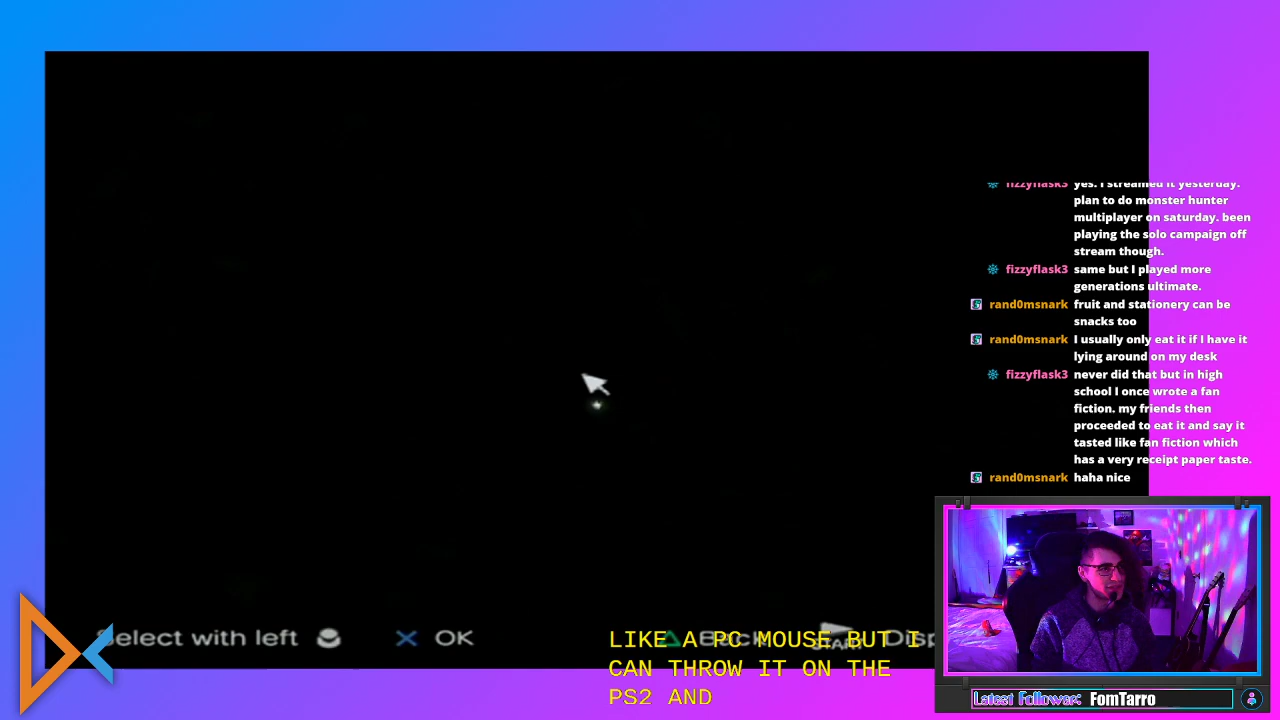 fizzyflask3 yes. i streamed it yesterday.
plan to do monster hunter
multiplayer on saturday. been
playing the solo campaign off
stream though.
fizzyflask3 same but I played more
generations ultimate.
rand0msnark fruit and stationery can be
snacks too
rand0msnark I usually only eat it if I have it
lying around on my desk
fizzyflask3 never did that but in high
school I once wrote a fan
fiction. my friends then
proceeded to eat it and say it
tasted like fan fiction which
has a very receipt paper taste.
rand0msnark haha nice
Select with left OK Back START Disp
LIKE A PC MOUSE BUT I
CAN THROW IT ON THE
PS2 AND
Latest Follower: FomTarro